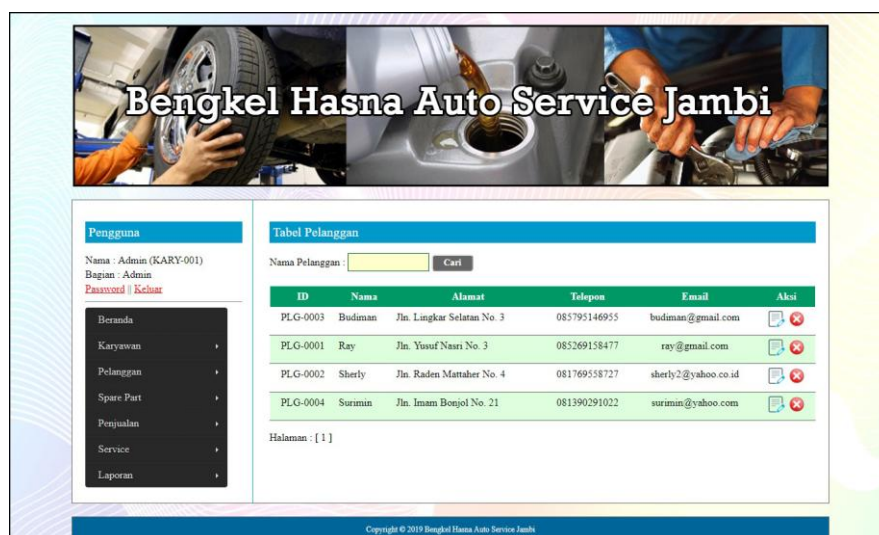 Bengkel Hasna Auto Service Jambi
Pengguna
Nama : Admin (KARY-001)
Bagian : Admin
Password || Keluar
Beranda
Karyawan
Pelanggan
Spare Part
Penjualan
Service
Laporan
Tabel Pelanggan
Nama Pelanggan : Cari
ID Nama Alamat Telepon Email Aksi
PLG-0003 Budiman Jln. Lingkar Selatan No. 3 085795146955 budiman@gmail.com
PLG-0001 Ray Jln. Yusuf Nasri No. 3 085269158477 ray@gmail.com
PLG-0002 Sherly Jln. Raden Mattaher No. 4 081769558727 sherly2@yahoo.co.id
PLG-0004 Surimin Jln. Imam Bonjol No. 21 081390291022 surimin@yahoo.com
Halaman : [ 1 ]
Copyright © 2019 Bengkel Hasna Auto Service Jambi